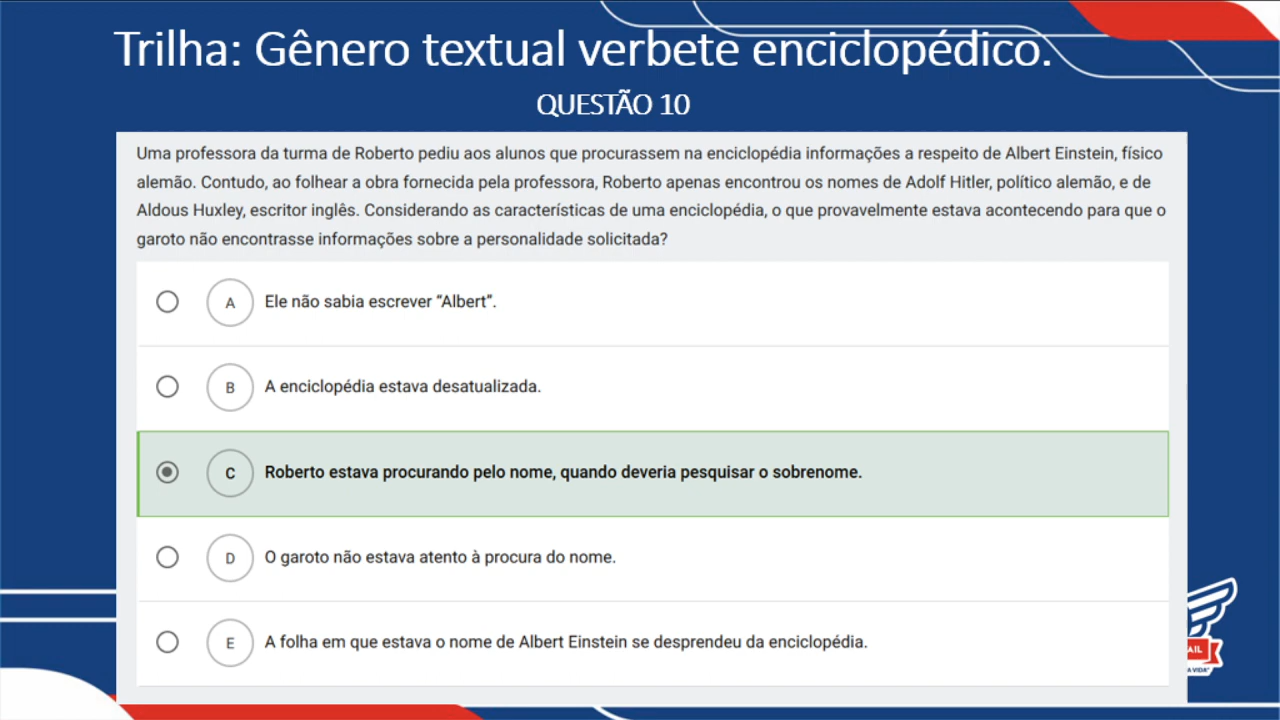 Trilha: Gênero textual verbete enciclopédico.
QUESTÃO 10
Uma professora da turma de Roberto pediu aos alunos que procurassem na enciclopédia informações a respeito de Albert Einstein, físico
alemão. Contudo, ao folhear a obra fornecida pela professora, Roberto apenas encontrou os nomes de Adolf Hitler, político alemão, e de
Aldous Huxley, escritor inglês. Considerando as características de uma enciclopédia, o que provavelmente estava acontecendo para que o
garoto não encontrasse informações sobre a personalidade solicitada?
A Ele não sabia escrever “Albert”.
B A enciclopédia estava desatualizada.
C Roberto estava procurando pelo nome, quando deveria pesquisar o sobrenome.
D O garoto não estava atento à procura do nome.
E A folha em que estava o nome de Albert Einstein se desprendeu da enciclopédia.
AIL
A VIDA"